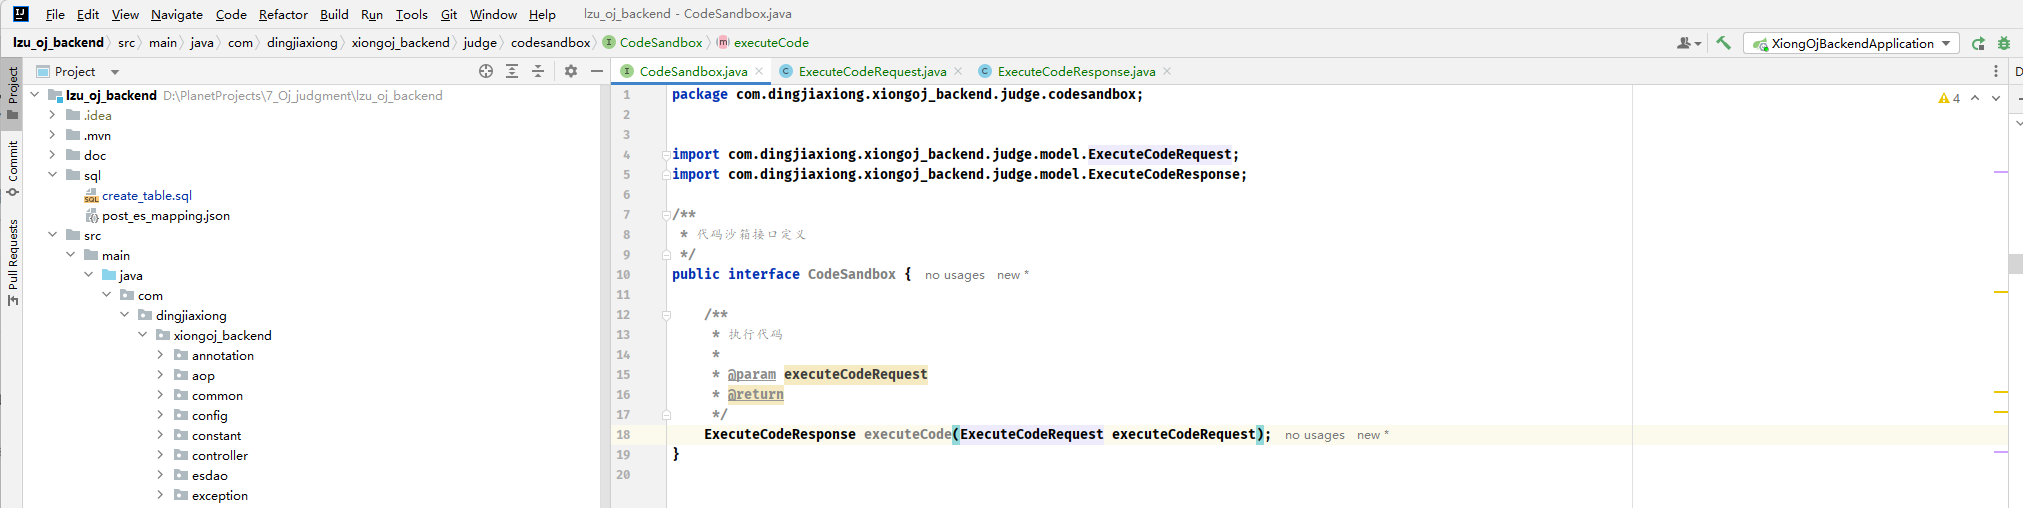 File Edit View Navigate Code Refactor Build Run Tools Git Window Help lzu_oj_backend - CodeSandbox.java
lzu_oj_backend src main java com dingjiaxiong xiongoj_backend judge codesandbox CodeSandbox executeCode XiongOjBackendApplication
Project
CodeSandbox.java ExecuteCodeRequest.java ExecuteCodeResponse.java
Project
Commit
Pull Requests
lzu_oj_backend D:\PlanetProjects\7_Oj_judgment\lzu_oj_backend
.idea
.mvn
doc
sql
create_table.sql
post_es_mapping.json
src
main
java
com
dingjiaxiong
xiongoj_backend
annotation
aop
common
config
constant
controller
esdao
exception
4
1 package com.dingjiaxiong.xiongoj_backend.judge.codesandbox;
2
3
4 import com.dingjiaxiong.xiongoj_backend.judge.model.ExecuteCodeRequest;
5 import com.dingjiaxiong.xiongoj_backend.judge.model.ExecuteCodeResponse;
6
7 /**
8 * 代码沙箱接口定义
9 */
10 public interface CodeSandbox { no usages new *
11
12 /**
13 * 执行代码
14 *
15 * @param executeCodeRequest
16 * @return
17 */
18 ExecuteCodeResponse executeCode(ExecuteCodeRequest executeCodeRequest); no usages new *
19 }
20